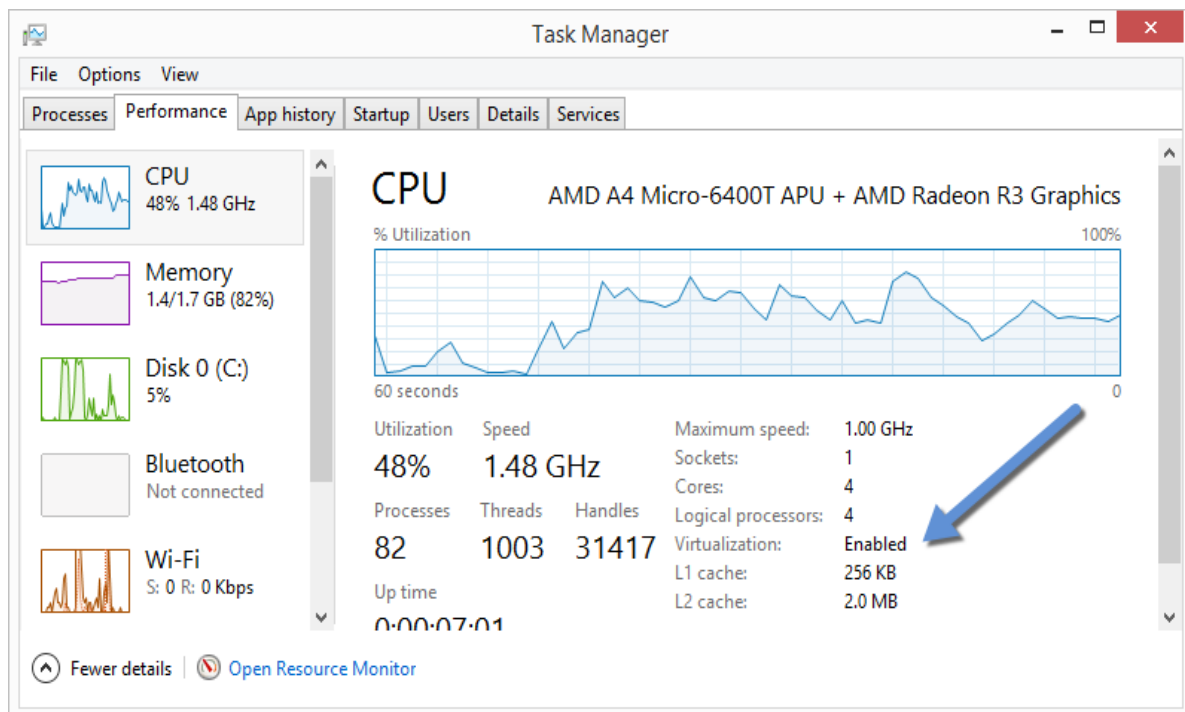 Task Manager
File Options View
Processes Performance App history Startup Users Details Services
CPU
48% 1.48 GHz
Memory
1.4/1.7 GB (82%)
Disk 0 (C:)
5%
Bluetooth
Not connected
Wi-Fi
S: 0 R: 0 Kbps
CPU AMD A4 Micro-6400T APU + AMD Radeon R3 Graphics
% Utilization 100%
60 seconds 0
Utilization Speed
48% 1.48 GHz
Processes Threads Handles
82 1003 31417
Up time
0:00:07:01
Maximum speed: 1.00 GHz
Sockets: 1
Cores: 4
Logical processors: 4
Virtualization: Enabled
L1 cache: 256 KB
L2 cache: 2.0 MB
Fewer details Open Resource Monitor